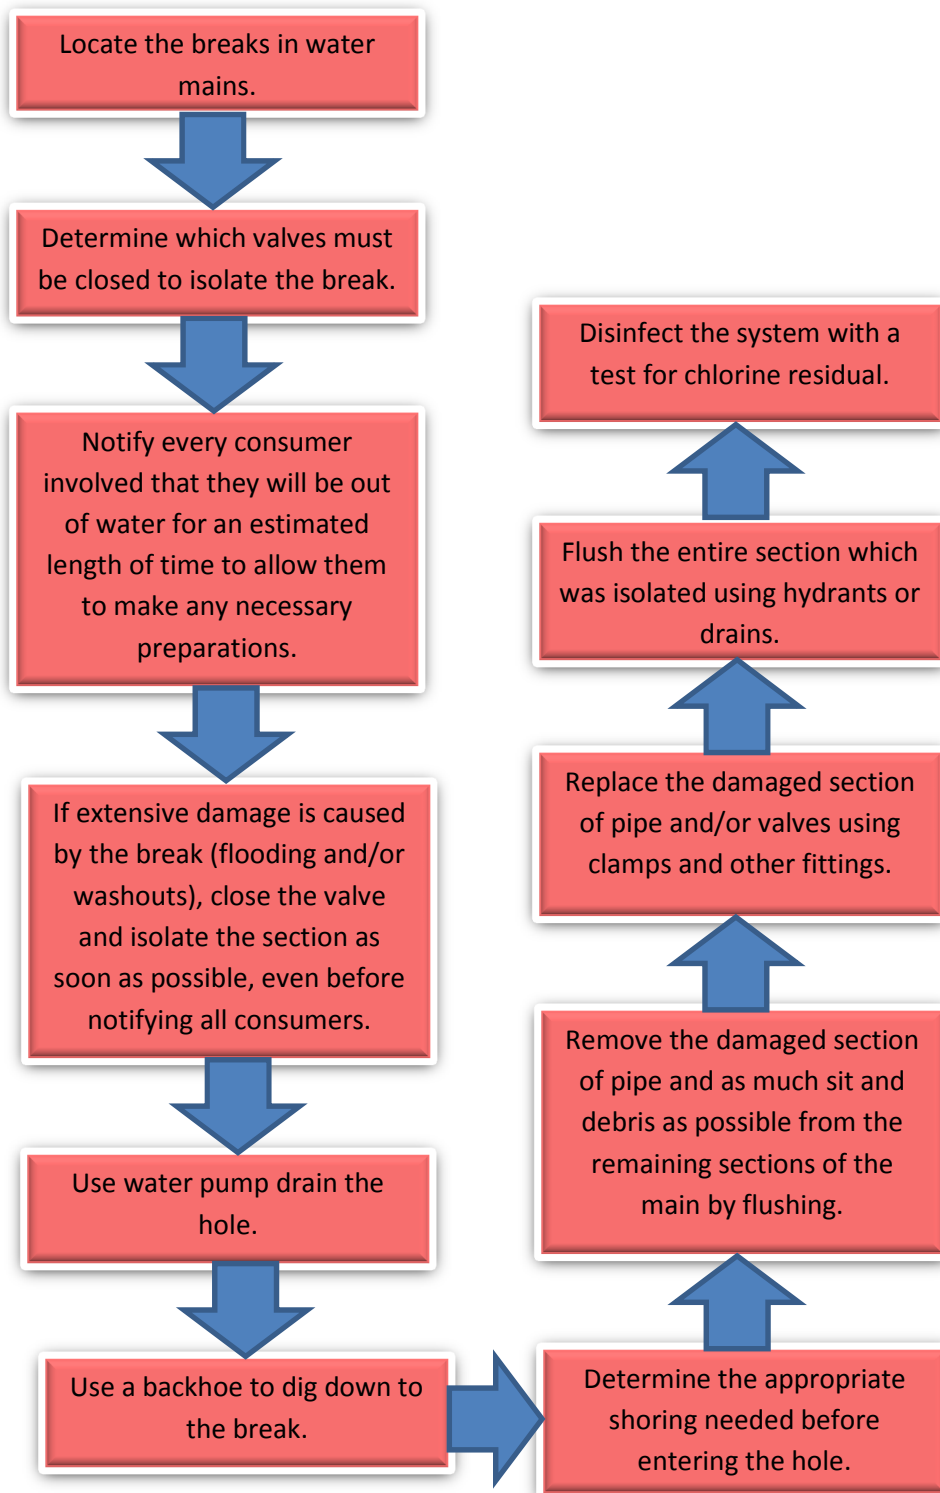 Locate the breaks in water
mains.
Determine which valves must
be closed to isolate the break.
Notify every consumer
involved that they will be out
of water for an estimated
length of time to allow them
to make any necessary
preparations.
If extensive damage is caused
by the break (flooding and/or
washouts), close the valve
and isolate the section as
soon as possible, even before
notifying all consumers.
Use water pump drain the
hole.
Use a backhoe to dig down to
the break.
Determine the appropriate
shoring needed before
entering the hole.
Remove the damaged section
of pipe and as much sit and
debris as possible from the
remaining sections of the
main by flushing.
Replace the damaged section
of pipe and/or valves using
clamps and other fittings.
Flush the entire section which
was isolated using hydrants or
drains.
Disinfect the system with a
test for chlorine residual.